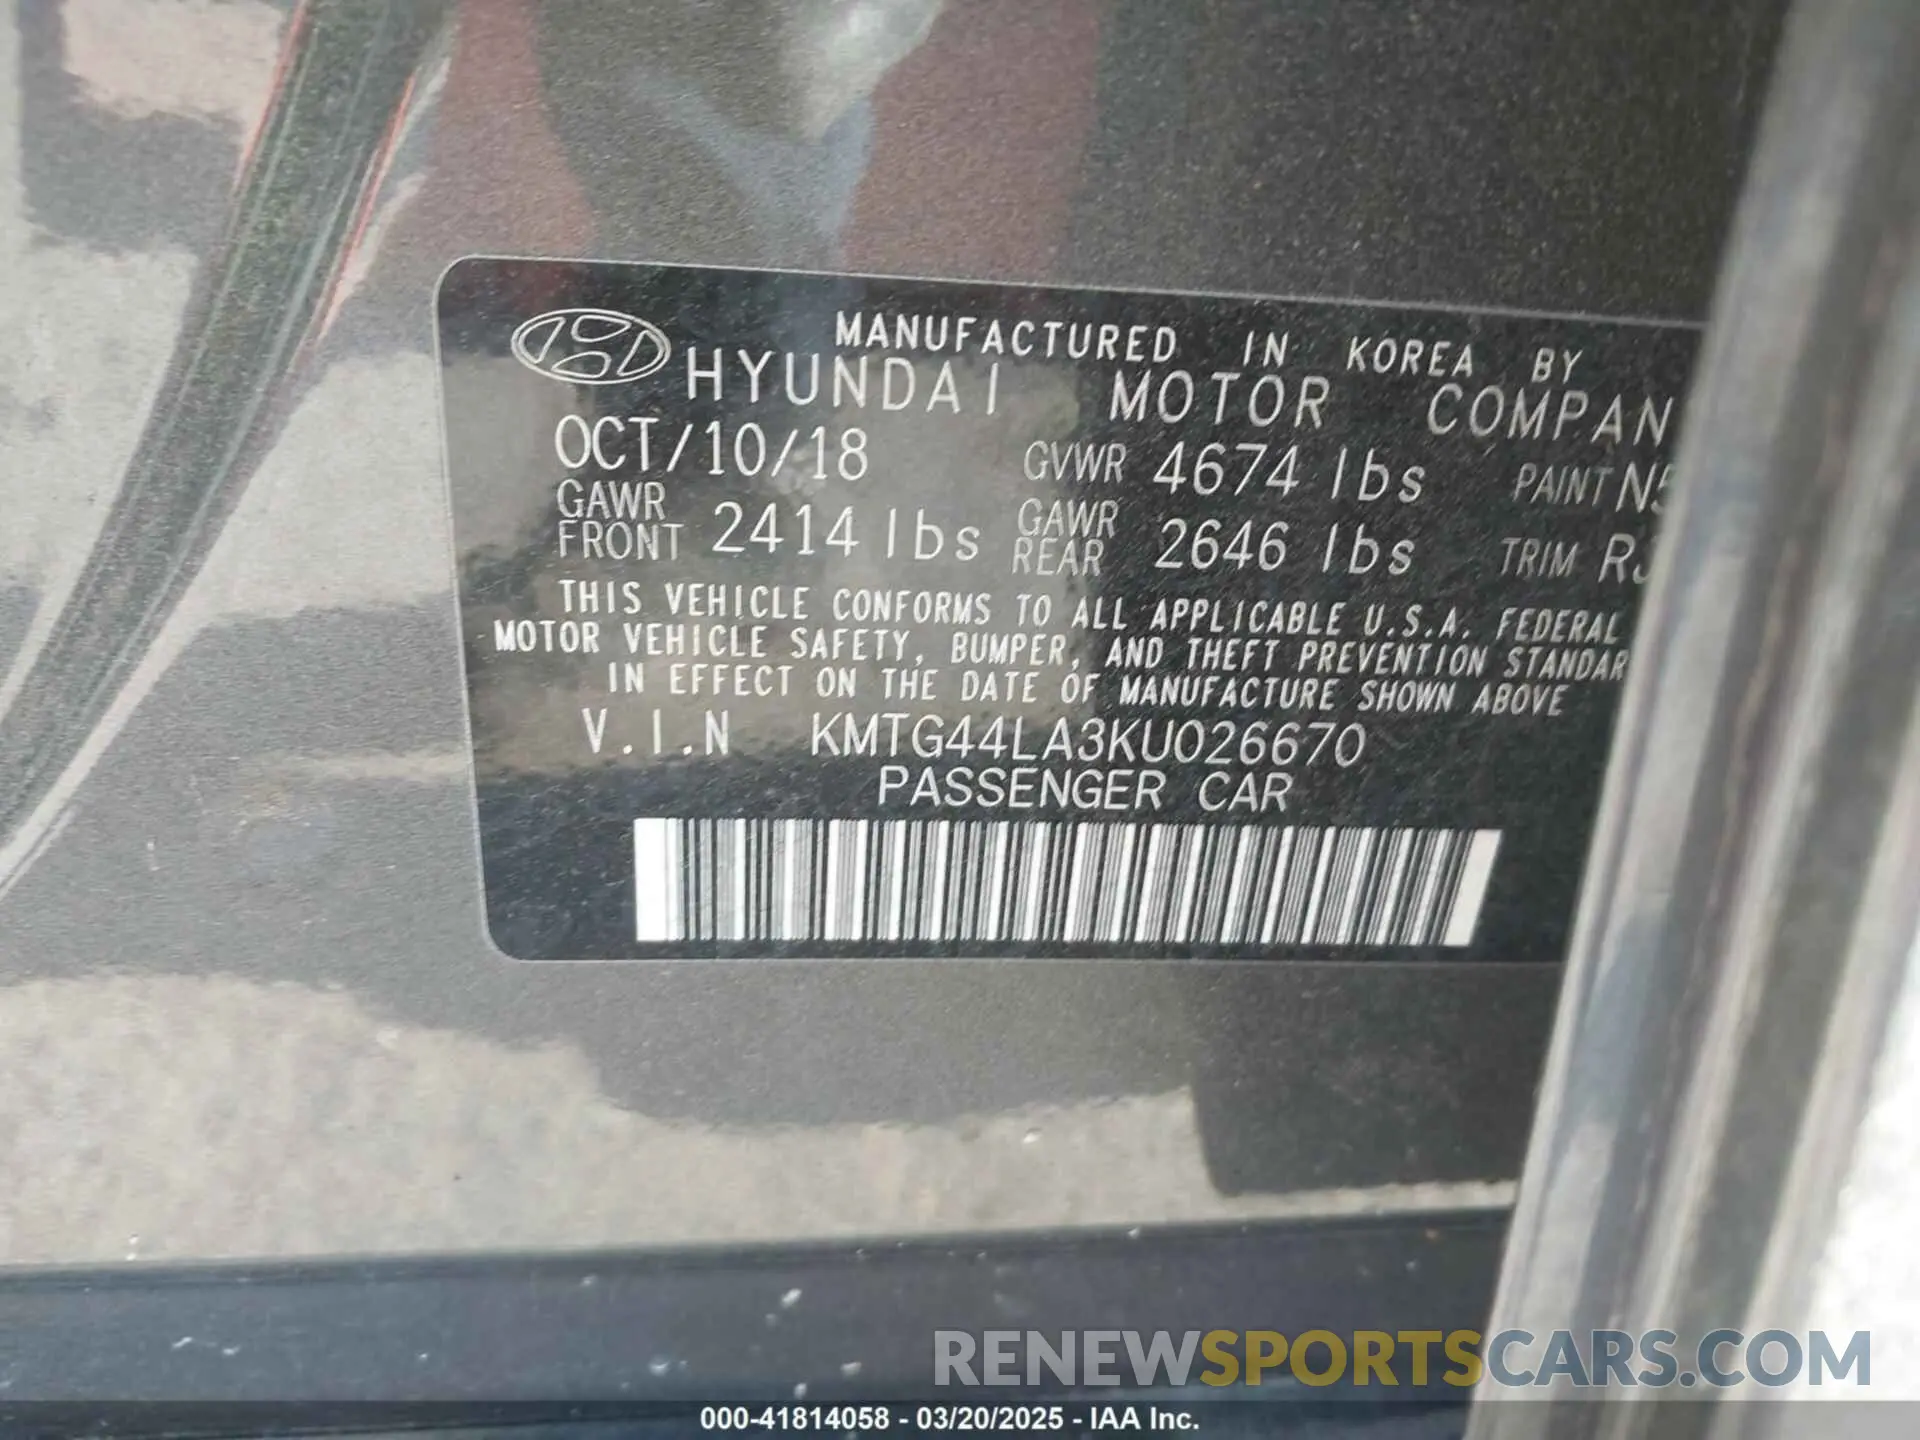 MANUFACTURED IN KOREA BY
HYUNDAI MOTOR COMPAN
OCT/10/18 GVWR 4674 lbs PAINT N5
GAWR FRONT 2414 lbs GAWR REAR 2646 lbs TRIM RJ
THIS VEHICLE CONFORMS TO ALL APPLICABLE U.S.A. FEDERAL
MOTOR VEHICLE SAFETY, BUMPER, AND THEFT PREVENTION STANDAR
IN EFFECT ON THE DATE OF MANUFACTURE SHOWN ABOVE
V.I.N KMTG44LA3KU026670
PASSENGER CAR
RENEWSPORTSCARS.COM
000-41814058 - 03/20/2025 - IAA Inc.